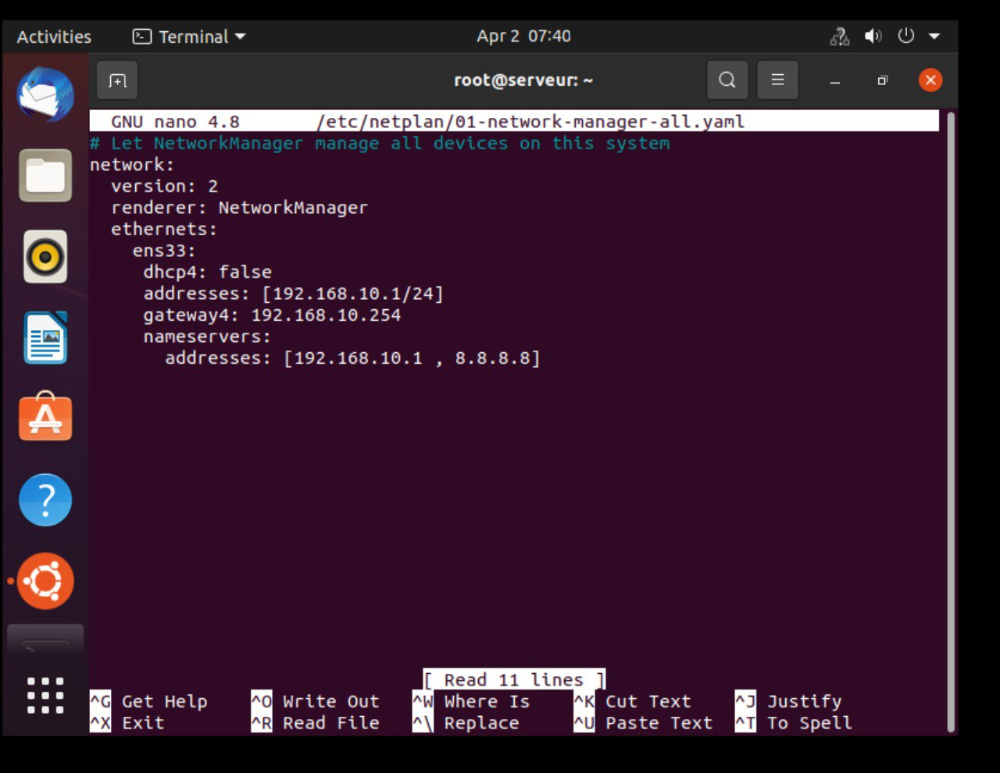 Activities Terminal Apr 2 07:40
root@serveur: ~
GNU nano 4.8 /etc/netplan/01-network-manager-all.yaml
# Let NetworkManager manage all devices on this system
network:
  version: 2
  renderer: NetworkManager
  ethernets:
    ens33:
     dhcp4: false
     addresses: [192.168.10.1/24]
     gateway4: 192.168.10.254
     nameservers:
       addresses: [192.168.10.1 , 8.8.8.8]
[ Read 11 lines ]
^G Get Help ^O Write Out ^W Where Is ^K Cut Text ^J Justify
^X Exit ^R Read File ^\ Replace ^U Paste Text ^T To Spell